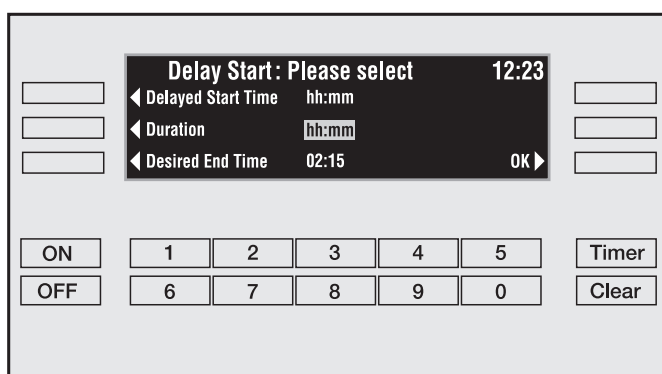 Delay Start: Please select 12:23
Delayed Start Time hh:mm
Duration hh:mm
Desired End Time 02:15 OK
ON 1 2 3 4 5 Timer
OFF 6 7 8 9 0 Clear